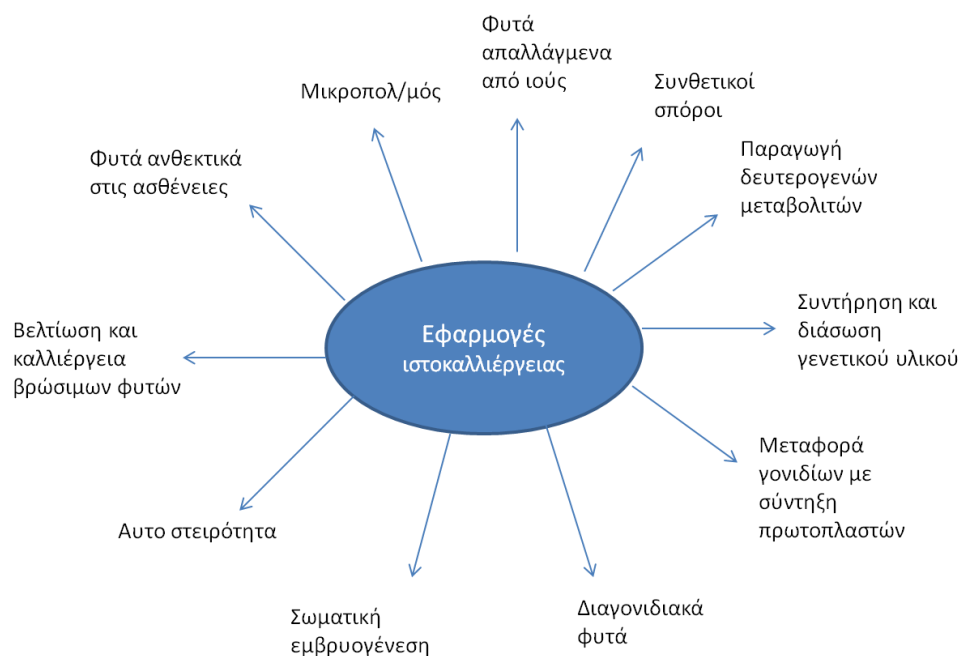 Φυτά
απαλλάγμενα
από ιούς
Συνθετικοί
σπόροι
Μικροπολ/μός
Παραγωγή
δευτερογενών
μεταβολιτών
Φυτά ανθεκτικά
στις ασθένειες
Συντήρηση και
διάσωση
γενετικού υλικού
Εφαρμογές
ιστοκαλλιέργειας
Βελτίωση και
καλλιέργεια
βρώσιμων φυτών
Μεταφορά
γονιδίων με
σύντηξη
πρωτοπλαστών
Αυτο στειρότητα
Διαγονιδιακά
φυτά
Σωματική
εμβρυογένεση